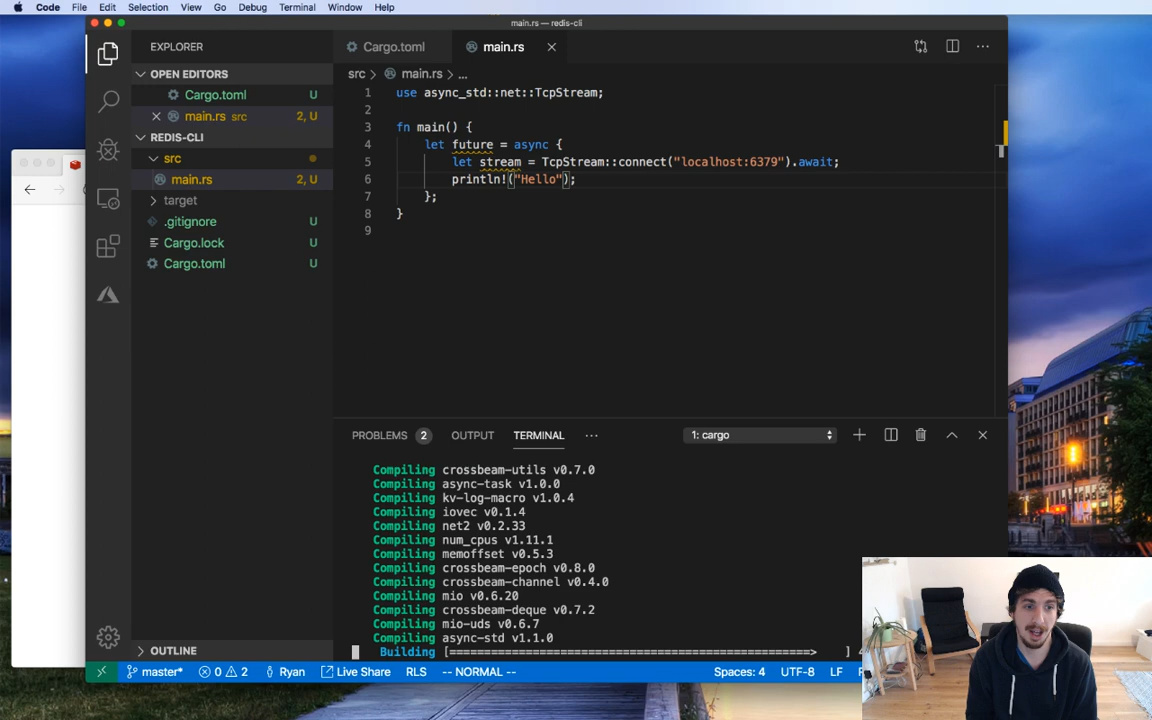 Code File Edit Selection View Go Debug Terminal Window Help
main.rs — redis-cli
EXPLORER
OPEN EDITORS
Cargo.toml U
main.rs src 2, U
REDIS-CLI
src
main.rs 2, U
target
.gitignore U
Cargo.lock U
Cargo.toml U
OUTLINE
Cargo.toml main.rs
src main.rs ...
1 use async_std::net::TcpStream;
2
3 fn main() {
4 let future = async {
5 let stream = TcpStream::connect("localhost:6379").await;
6 println!("Hello");
7 };
8 }
9
PROBLEMS 2 OUTPUT TERMINAL ... 1: cargo
Compiling crossbeam-utils v0.7.0
Compiling async-task v1.0.0
Compiling kv-log-macro v1.0.4
Compiling iovec v0.1.4
Compiling net2 v0.2.33
Compiling num_cpus v1.11.1
Compiling memoffset v0.5.3
Compiling crossbeam-epoch v0.8.0
Compiling crossbeam-channel v0.4.0
Compiling mio v0.6.20
Compiling crossbeam-deque v0.7.2
Compiling mio-uds v0.6.7
Compiling async-std v1.1.0
Building [====================================================> ]
master* 0 2 Ryan Live Share RLS -- NORMAL -- Spaces: 4 UTF-8 LF